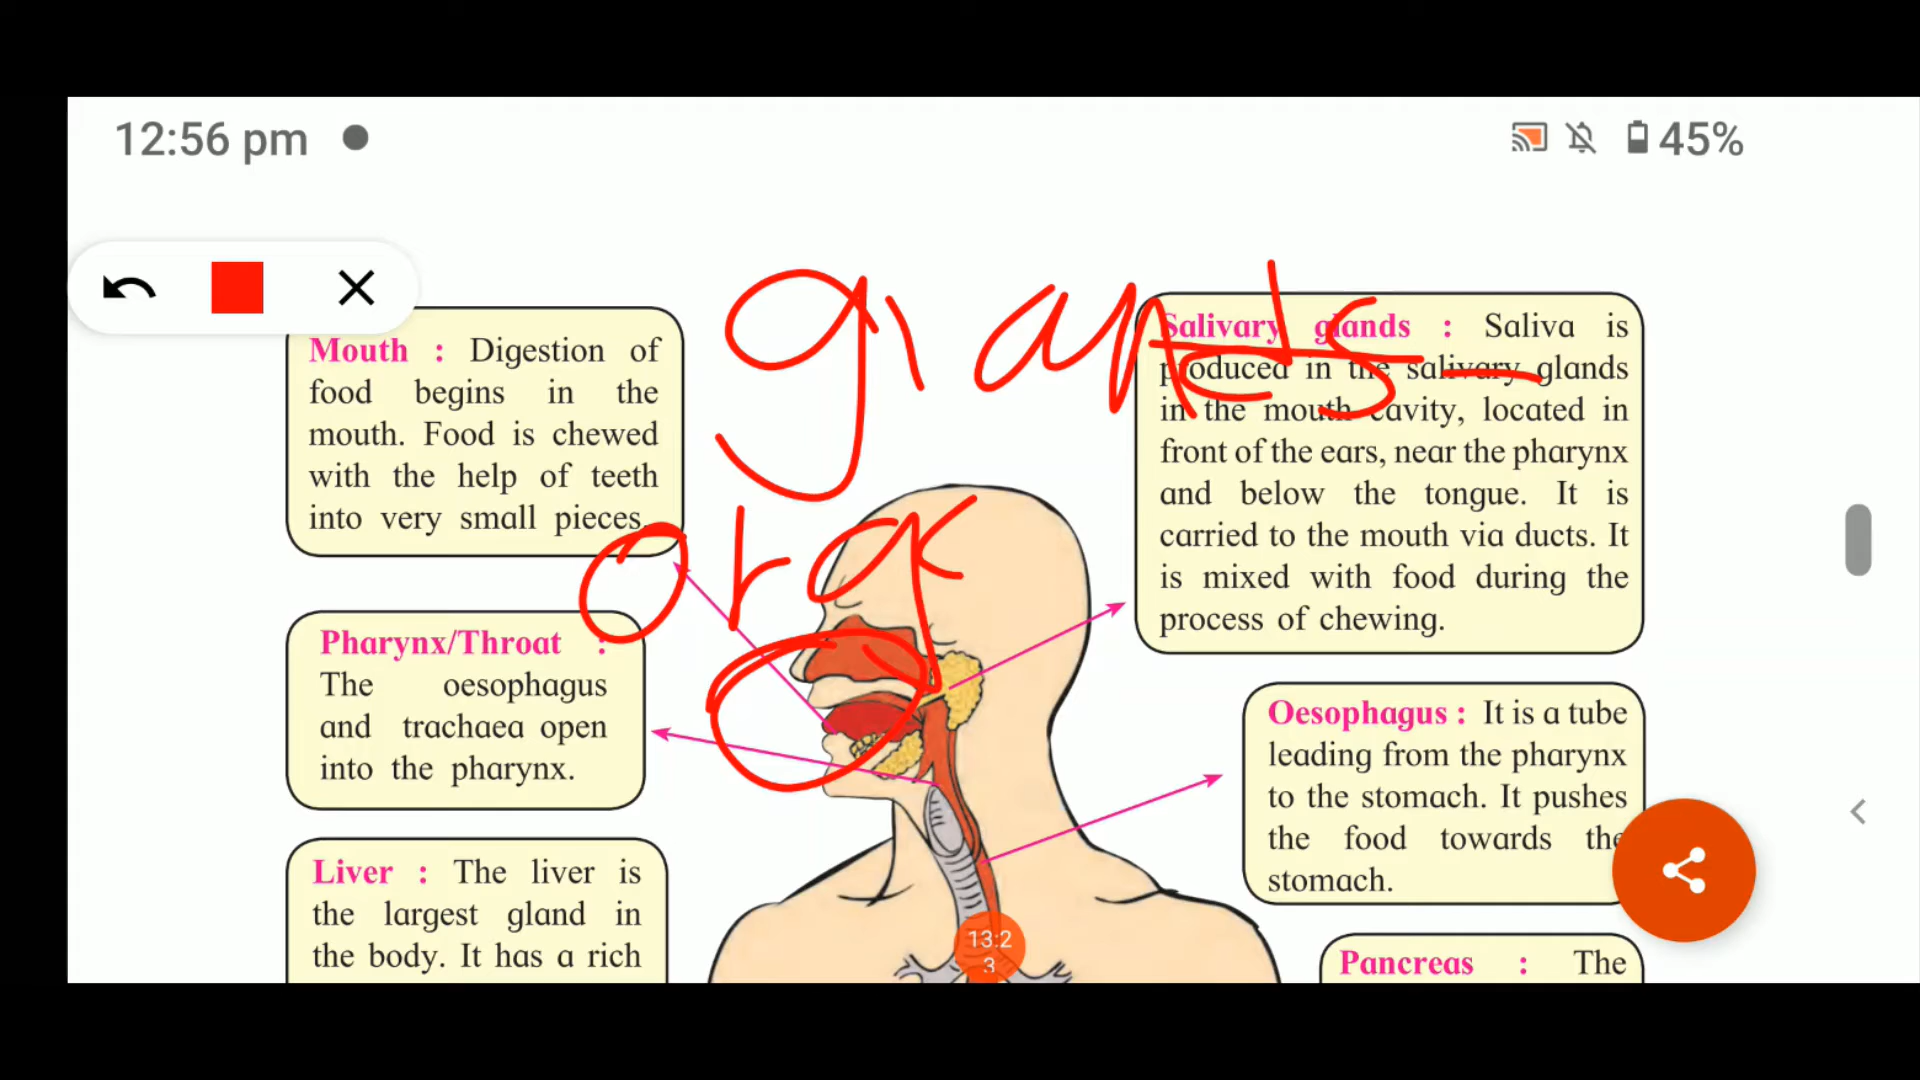 12:56 pm
45%
glands
Mouth : Digestion of
food begins in the
mouth. Food is chewed
with the help of teeth
into very small pieces.
Salivary glands : Saliva is
produced in the salivary glands
in the mouth cavity, located in
front of the ears, near the pharynx
and below the tongue. It is
carried to the mouth via ducts. It
is mixed with food during the
process of chewing.
Pharynx/Throat :
The oesophagus
and trachaea open
into the pharynx.
Oesophagus : It is a tube
leading from the pharynx
to the stomach. It pushes
the food towards the
stomach.
Liver : The liver is
the largest gland in
the body. It has a rich
13:2
3
Pancreas : The